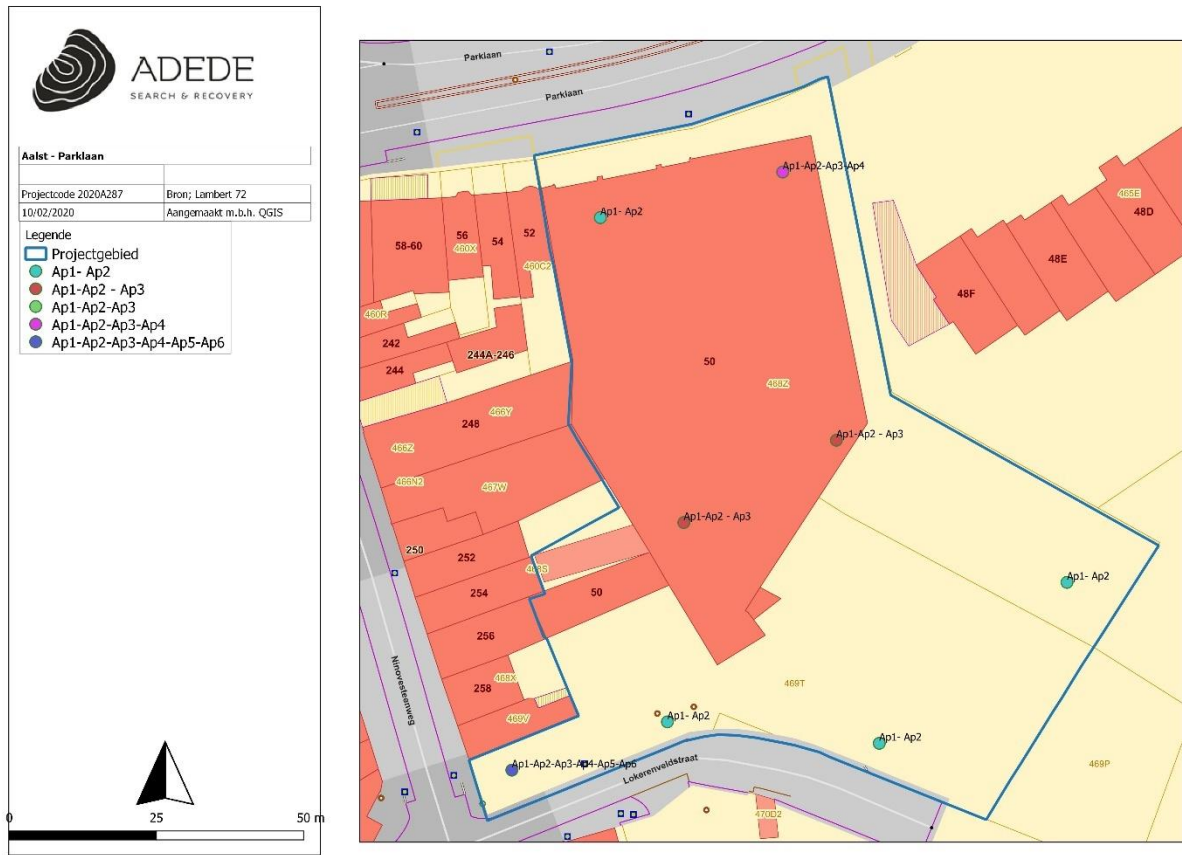 ADEDE
SEARCH & RECOVERY
Aalst - Parklaan
Projectcode 2020A287
Bron; Lambert 72
10/02/2020
Aangemaakt m.b.h. QGIS
Legende
Projectgebied
Ap1- Ap2
Ap1-Ap2 - Ap3
Ap1-Ap2-Ap3
Ap1-Ap2-Ap3-Ap4
Ap1-Ap2-Ap3-Ap4-Ap5-Ap6
0
25
50 m
Parklaan
Parklaan
Ap1-Ap2-Ap3-Ap4
465E
48D
Ap1- Ap2
58-60
56
460X
54
52
460C2
48E
48F
460R
242
244
244A-246
50
468Z
466Y
248
Ap1-Ap2 - Ap3
466Z
466N2
467W
Ap1-Ap2 - Ap3
250
252
254
50
Ap1- Ap2
256
468X
258
469V
469T
Ap1- Ap2
Ap1- Ap2
Ninovesteenweg
Ap1-Ap2-Ap3-Ap4-Ap5-Ap6
Lokerenveldstraat
469P
470D2